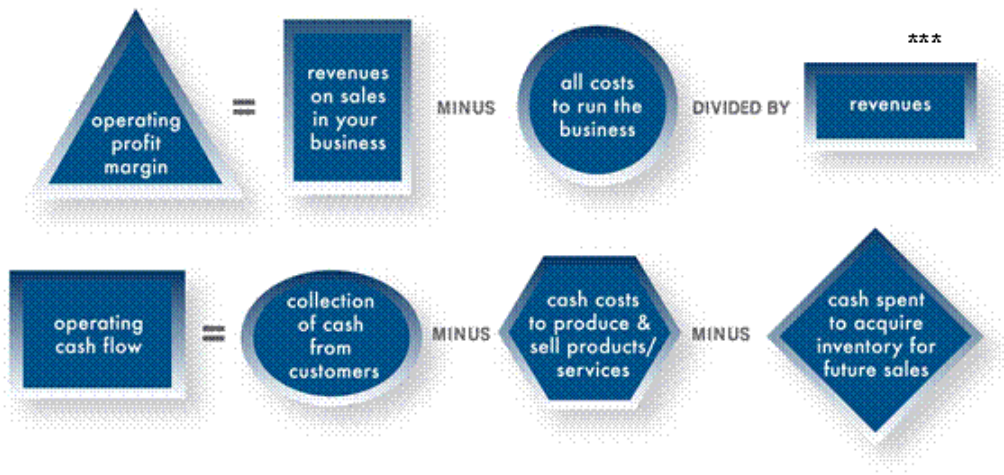 ***
operating
profit
margin
=
revenues
on sales
in your
business
MINUS
all costs
to run the
business
DIVIDED BY
revenues
operating
cash flow
=
collection
of cash
from
customers
MINUS
cash costs
to produce &
sell products/
services
MINUS
cash spent
to acquire
inventory for
future sales